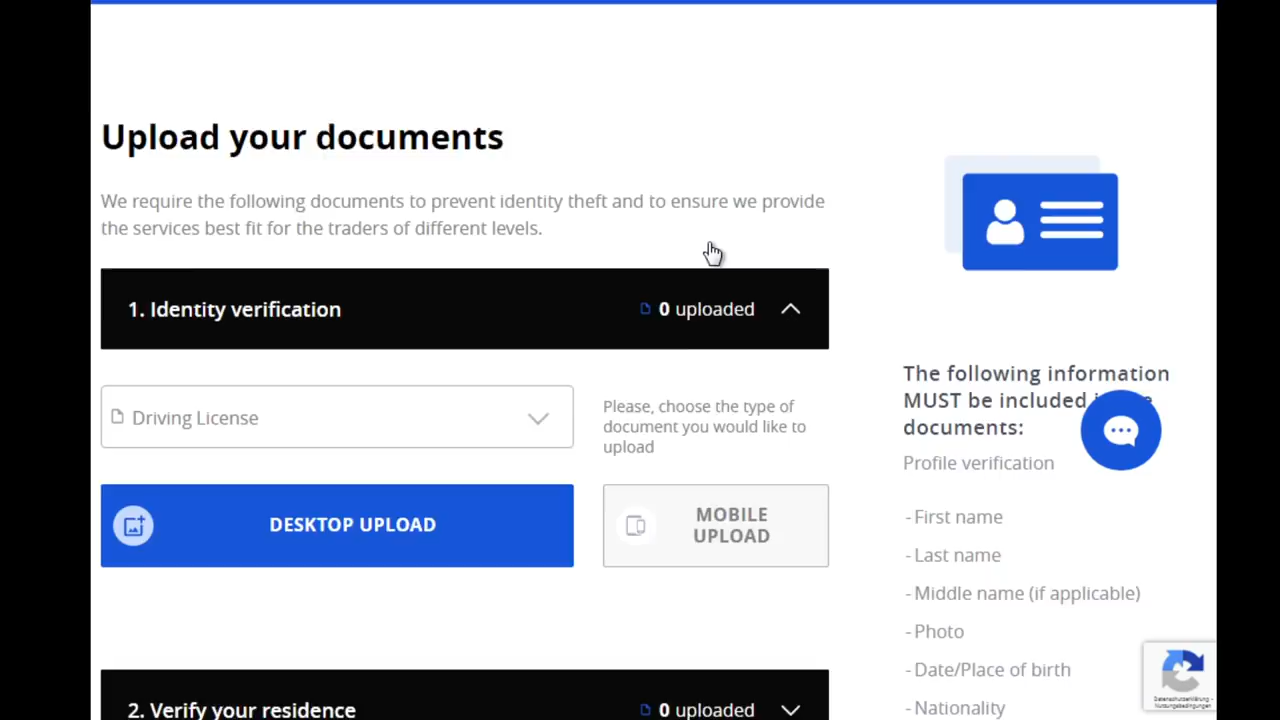 Upload your documents
We require the following documents to prevent identity theft and to ensure we provide
the services best fit for the traders of different levels.
1. Identity verification
0 uploaded
Driving License
Please, choose the type of
document you would like to
upload
DESKTOP UPLOAD
MOBILE
UPLOAD
2. Verify your residence
0 uploaded
The following information
MUST be included
documents:
Profile verification
- First name
- Last name
- Middle name (if applicable)
- Photo
- Date/Place of birth
- Nationality
Datenschutzerklärung -
Nutzungsbedingungen